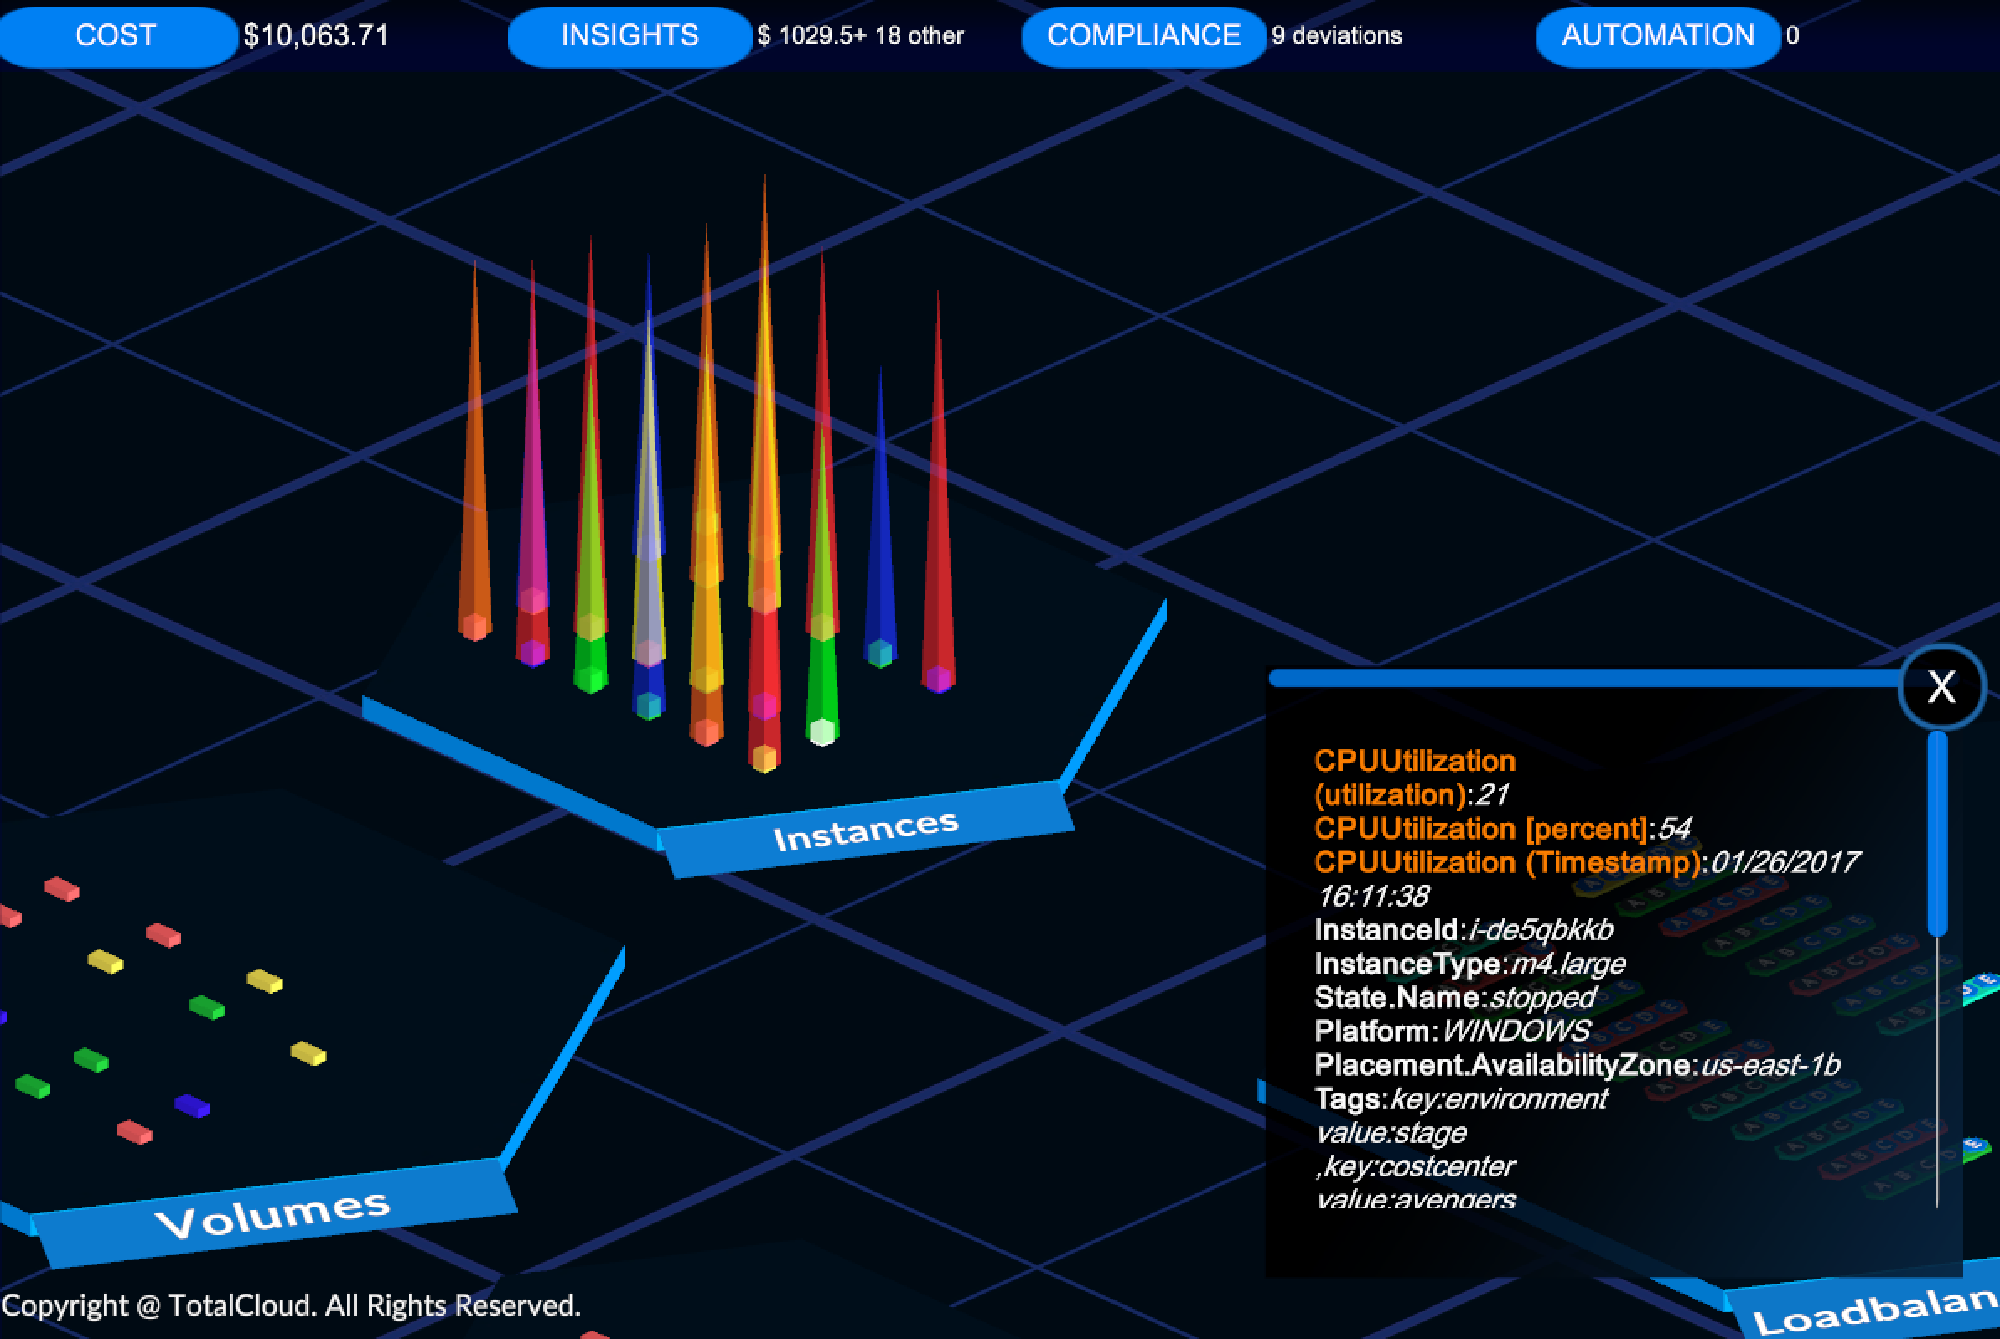 COST $10,063.71 INSIGHTS $ 1029.5+ 18 other COMPLIANCE 9 deviations AUTOMATION 0
X
CPUUtilization
(utilization):21
CPUUtilization [percent]:54
CPUUtilization (Timestamp):01/26/2017
16:11:38
InstanceId:i-de5qbkkb
InstanceType:m4.large
State.Name:stopped
Platform:WINDOWS
Placement.AvailabilityZone:us-east-1b
Tags:key:environment
value:stage
,key:costcenter
value:avengers
Instances
Volumes
Loadbalan
Copyright @ TotalCloud. All Rights Reserved.